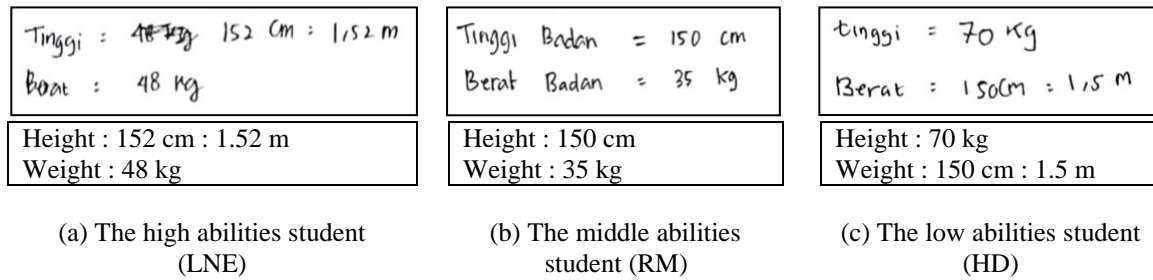 Tinggi : 152 cm : 1,52 m
Berat : 48 kg
Height : 152 cm : 1.52 m
Weight : 48 kg
(a) The high abilities student
(LNE)
Tinggi Badan = 150 cm
Berat Badan = 35 kg
Height : 150 cm
Weight : 35 kg
(b) The middle abilities
student (RM)
tinggi = 70 kg
Berat : 150cm : 1,5 m
Height : 70 kg
Weight : 150 cm : 1.5 m
(c) The low abilities student
(HD)